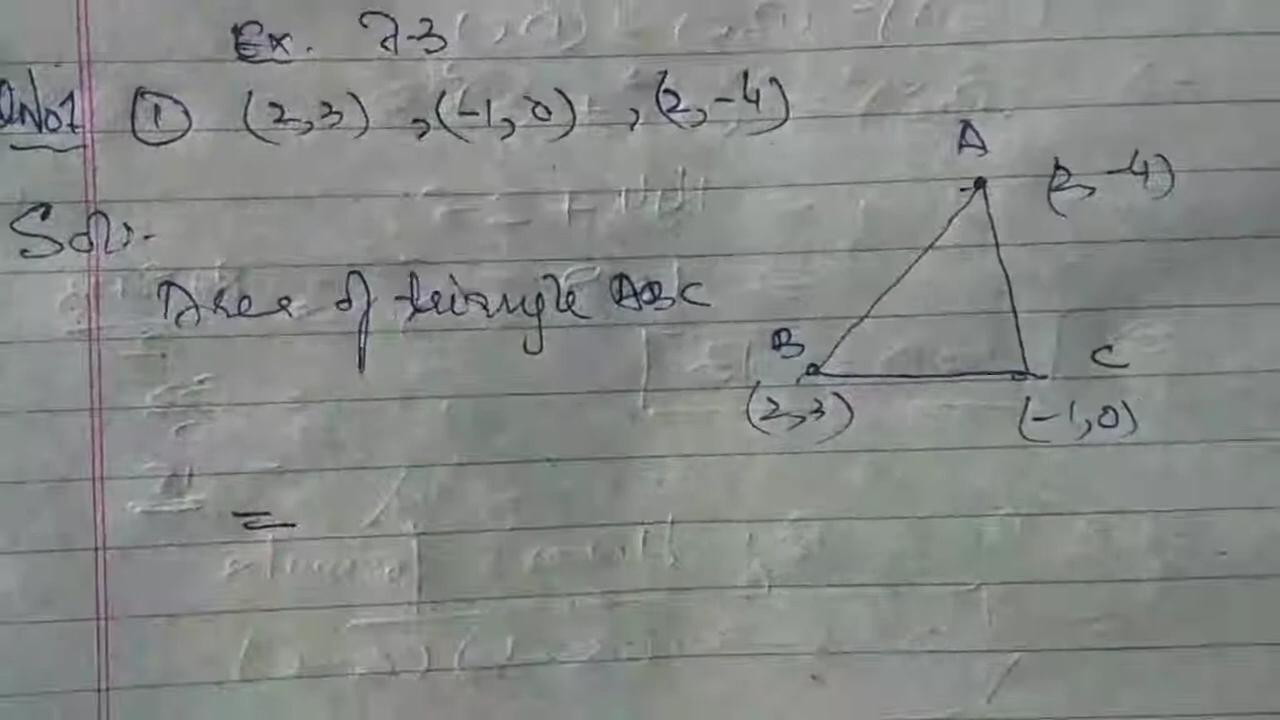 Ex. 7.3
QNo1 ① (2,3) , (-1,0) , (2,-4)
A
(2,-4)
Sol.
Area of triangle ABC
B
C
(2,3)
(-1,0)
=